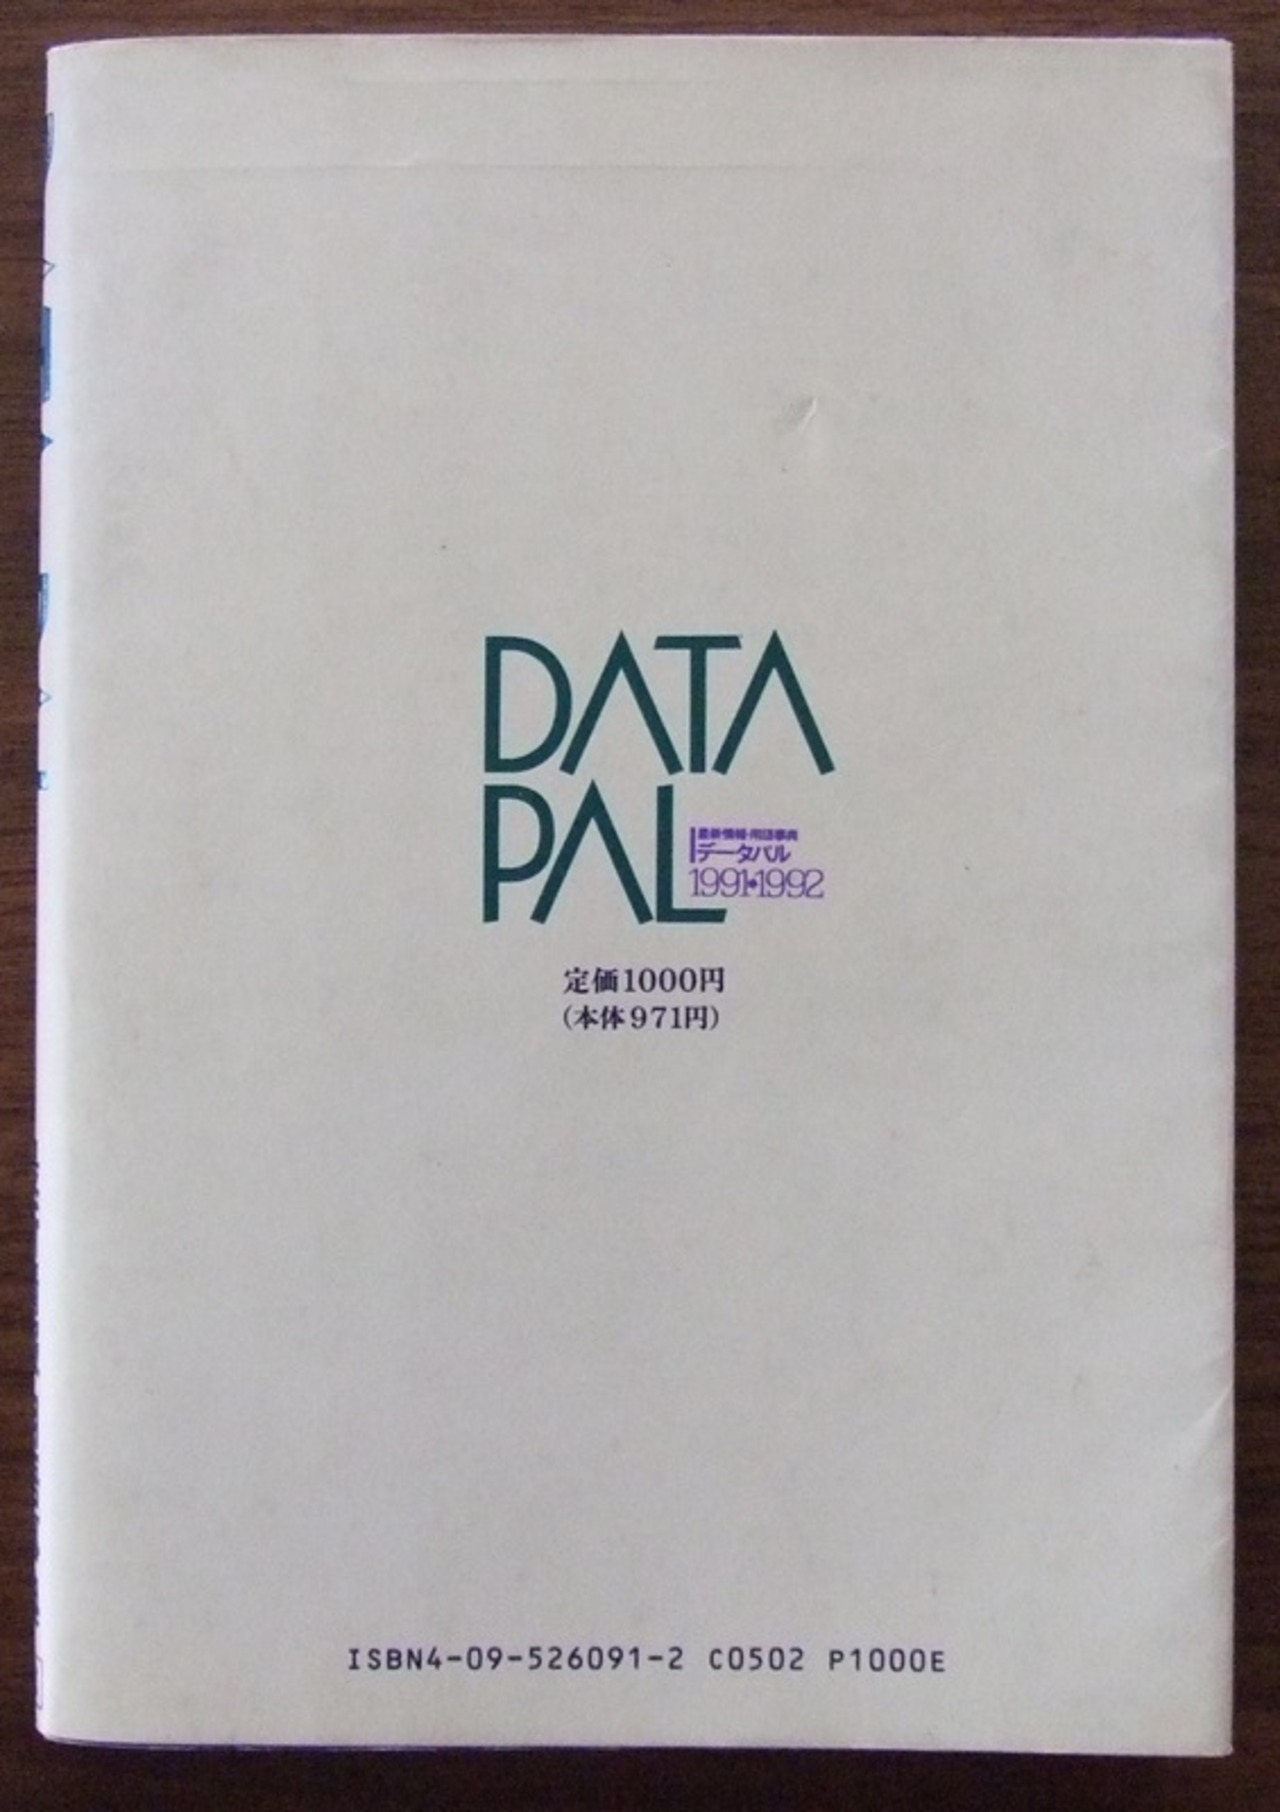 DATA
PAL
最新情報・用語事典
データパル
1991•1992
定価1000円
(本体971円)
ISBN4-09-526091-2 C0502 P1000E